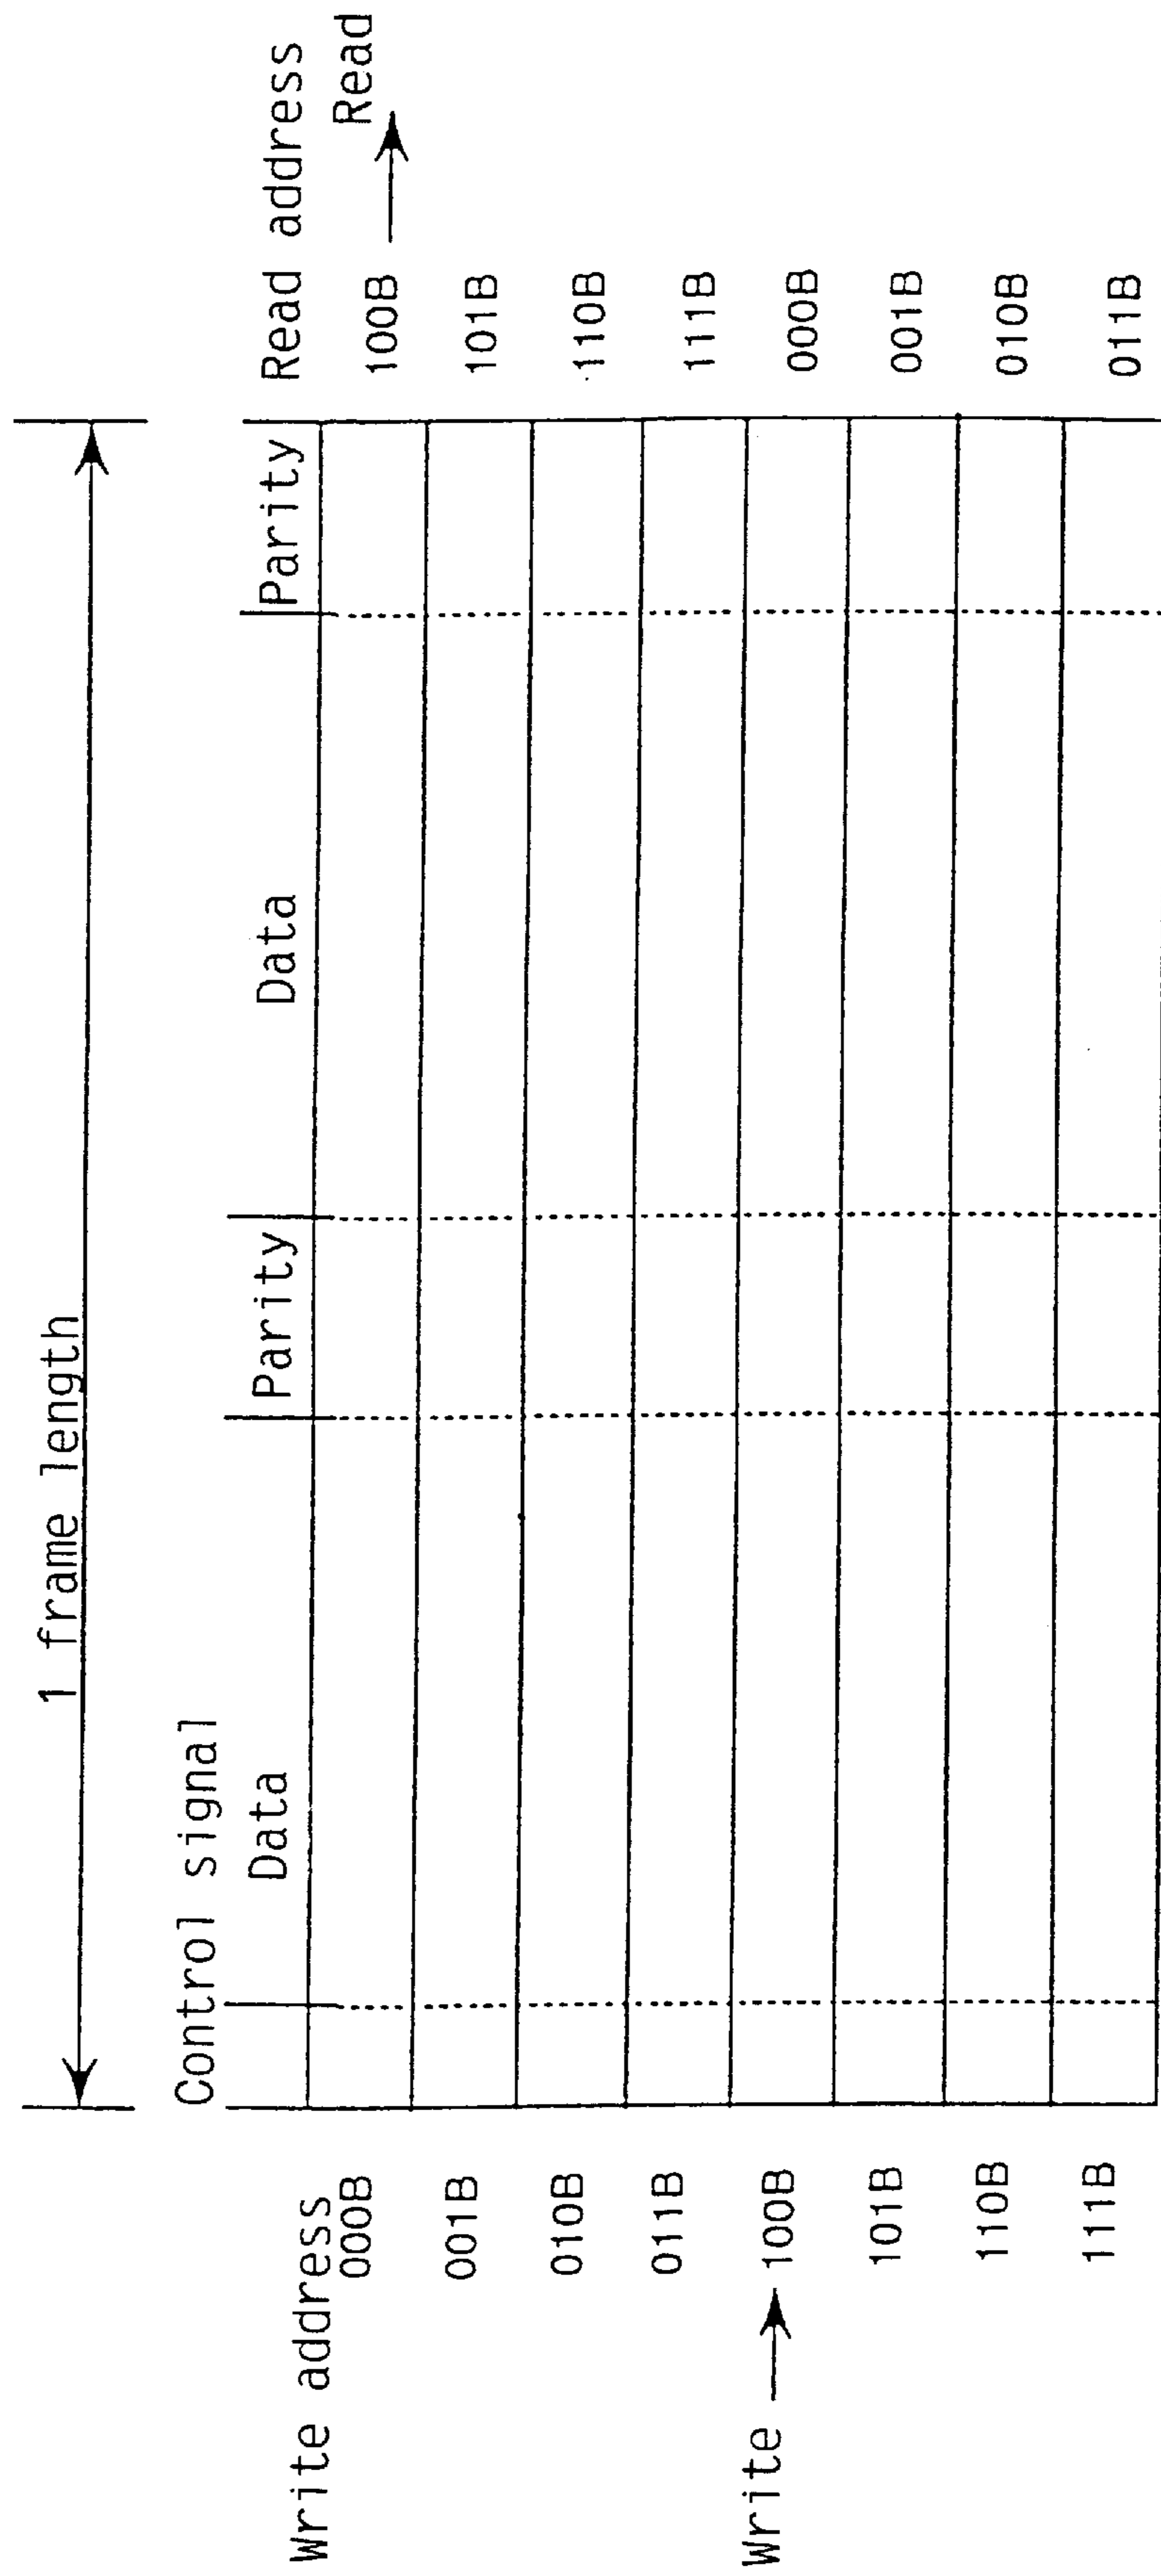 1 frame length
Control signal
Write address Data Parity Data Parity Read address
000B 100B Read
001B 101B
010B 110B
011B 111B
Write 100B 000B
101B 001B
110B 010B
111B 011B